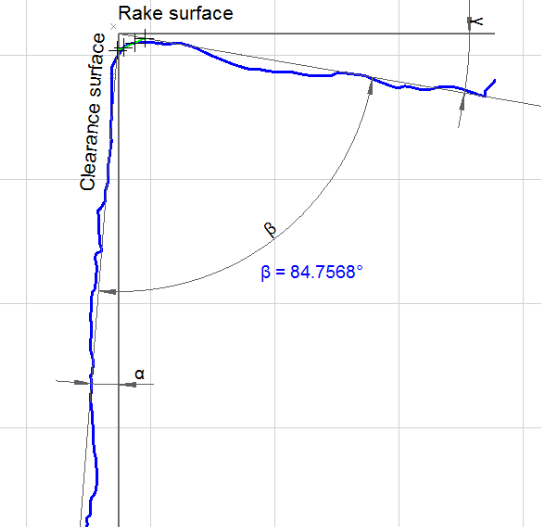 Rake surface
γ
Clearance surface
β
β = 84.7568°
α